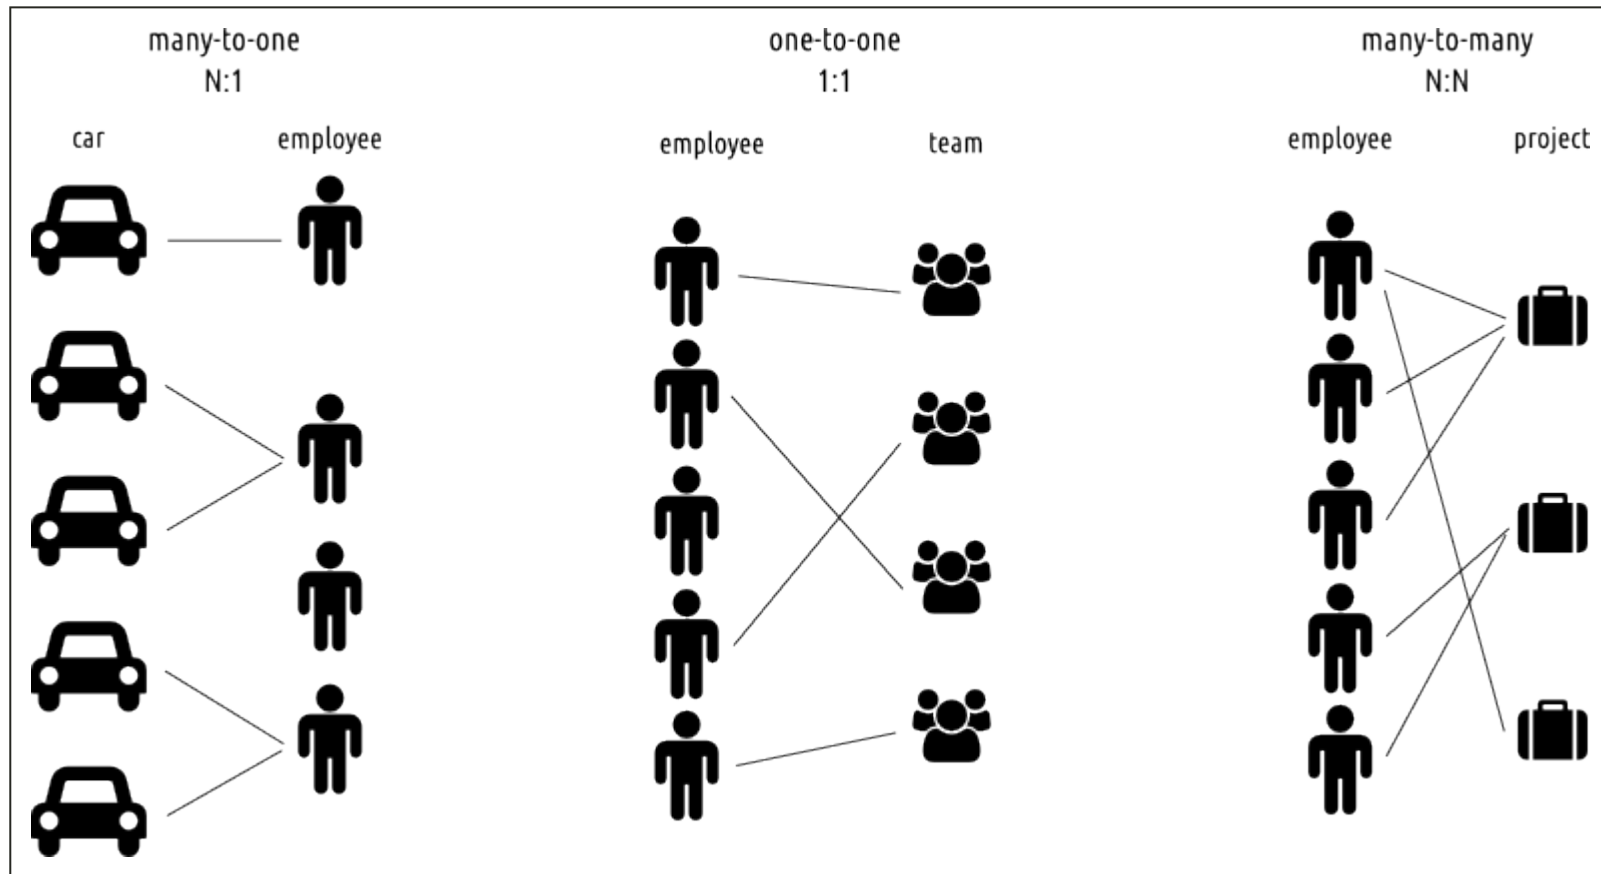 many-to-one
N:1
car
employee
one-to-one
1:1
employee
team
many-to-many
N:N
employee
project